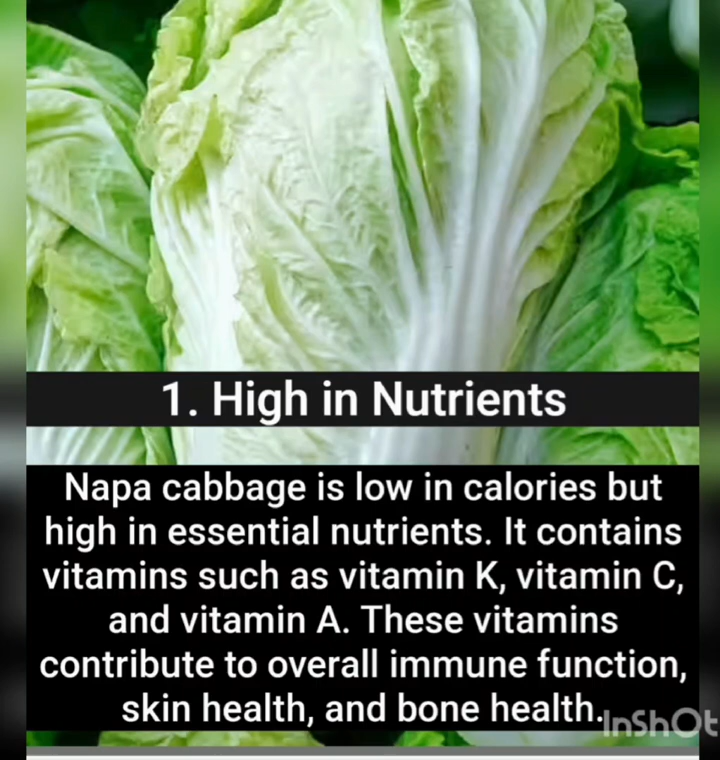 1. High in Nutrients
Napa cabbage is low in calories but
high in essential nutrients. It contains
vitamins such as vitamin K, vitamin C,
and vitamin A. These vitamins
contribute to overall immune function,
skin health, and bone health.
InShOt